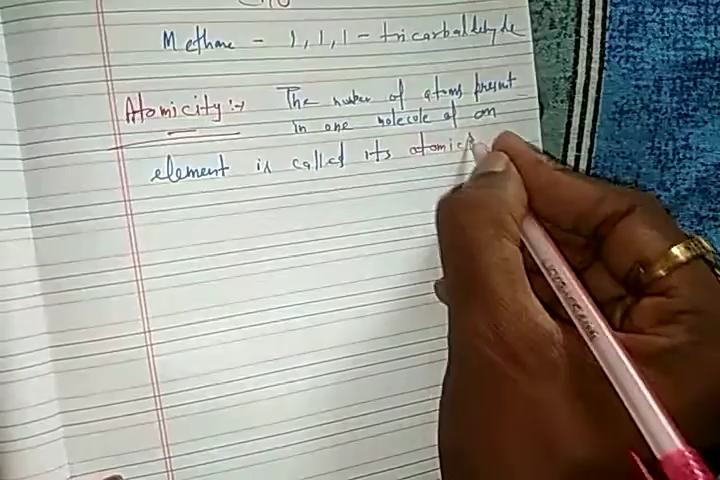 Methane - 1, 1, 1 - tricarbaldehyde
Atomicity :→ The number of atoms present
in one molecule of an
element is called its atomici